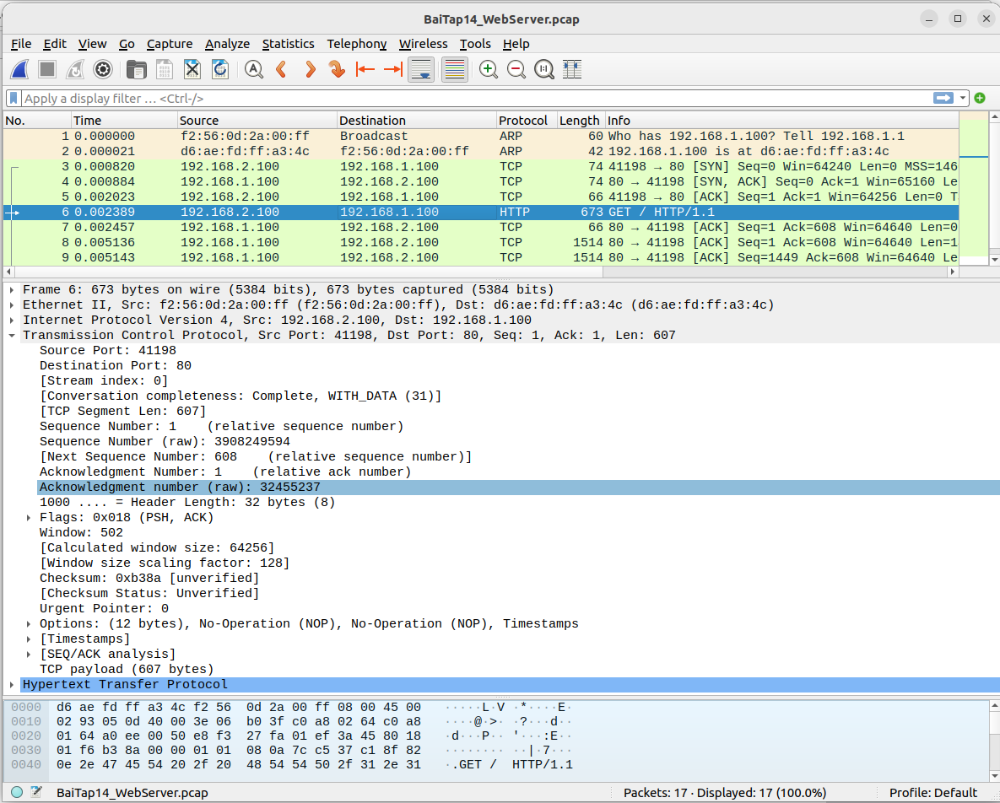 BaiTap14_WebServer.pcap
File Edit View Go Capture Analyze Statistics Telephony Wireless Tools Help
Apply a display filter … <Ctrl-/>
No. Time Source Destination Protocol Length Info
1 0.000000 f2:56:0d:2a:00:ff Broadcast ARP 60 Who has 192.168.1.100? Tell 192.168.1.1
2 0.000021 d6:ae:fd:ff:a3:4c f2:56:0d:2a:00:ff ARP 42 192.168.1.100 is at d6:ae:fd:ff:a3:4c
3 0.000820 192.168.2.100 192.168.1.100 TCP 74 41198 → 80 [SYN] Seq=0 Win=64240 Len=0 MSS=146
4 0.000884 192.168.1.100 192.168.2.100 TCP 74 80 → 41198 [SYN, ACK] Seq=0 Ack=1 Win=65160 Le
5 0.002023 192.168.2.100 192.168.1.100 TCP 66 41198 → 80 [ACK] Seq=1 Ack=1 Win=64256 Len=0 T
6 0.002389 192.168.2.100 192.168.1.100 HTTP 673 GET / HTTP/1.1
7 0.002457 192.168.1.100 192.168.2.100 TCP 66 80 → 41198 [ACK] Seq=1 Ack=608 Win=64640 Len=0
8 0.005136 192.168.1.100 192.168.2.100 TCP 1514 80 → 41198 [ACK] Seq=1 Ack=608 Win=64640 Len=1
9 0.005143 192.168.1.100 192.168.2.100 TCP 1514 80 → 41198 [ACK] Seq=1449 Ack=608 Win=64640 Le
Frame 6: 673 bytes on wire (5384 bits), 673 bytes captured (5384 bits)
Ethernet II, Src: f2:56:0d:2a:00:ff (f2:56:0d:2a:00:ff), Dst: d6:ae:fd:ff:a3:4c (d6:ae:fd:ff:a3:4c)
Internet Protocol Version 4, Src: 192.168.2.100, Dst: 192.168.1.100
Transmission Control Protocol, Src Port: 41198, Dst Port: 80, Seq: 1, Ack: 1, Len: 607
Source Port: 41198
Destination Port: 80
[Stream index: 0]
[Conversation completeness: Complete, WITH_DATA (31)]
[TCP Segment Len: 607]
Sequence Number: 1    (relative sequence number)
Sequence Number (raw): 3908249594
[Next Sequence Number: 608    (relative sequence number)]
Acknowledgment Number: 1    (relative ack number)
Acknowledgment number (raw): 32455237
1000 .... = Header Length: 32 bytes (8)
Flags: 0x018 (PSH, ACK)
Window: 502
[Calculated window size: 64256]
[Window size scaling factor: 128]
Checksum: 0xb38a [unverified]
[Checksum Status: Unverified]
Urgent Pointer: 0
Options: (12 bytes), No-Operation (NOP), No-Operation (NOP), Timestamps
[Timestamps]
[SEQ/ACK analysis]
TCP payload (607 bytes)
Hypertext Transfer Protocol
0000 d6 ae fd ff a3 4c f2 56 0d 2a 00 ff 08 00 45 00 ·····L·V ·*····E·
0010 02 93 05 0d 40 00 3e 06 b0 3f c0 a8 02 64 c0 a8 ····@·>· ·?···d··
0020 01 64 a0 ee 00 50 e8 f3 27 fa 01 ef 3a 45 80 18 ·d···P·· '···:E··
0030 01 f6 b3 8a 00 00 01 01 08 0a 7c c5 37 c1 8f 82 ········ ··|·7···
0040 0e 2e 47 45 54 20 2f 20 48 54 54 50 2f 31 2e 31 ·.GET / HTTP/1.1
BaiTap14_WebServer.pcap Packets: 17 · Displayed: 17 (100.0%) Profile: Default